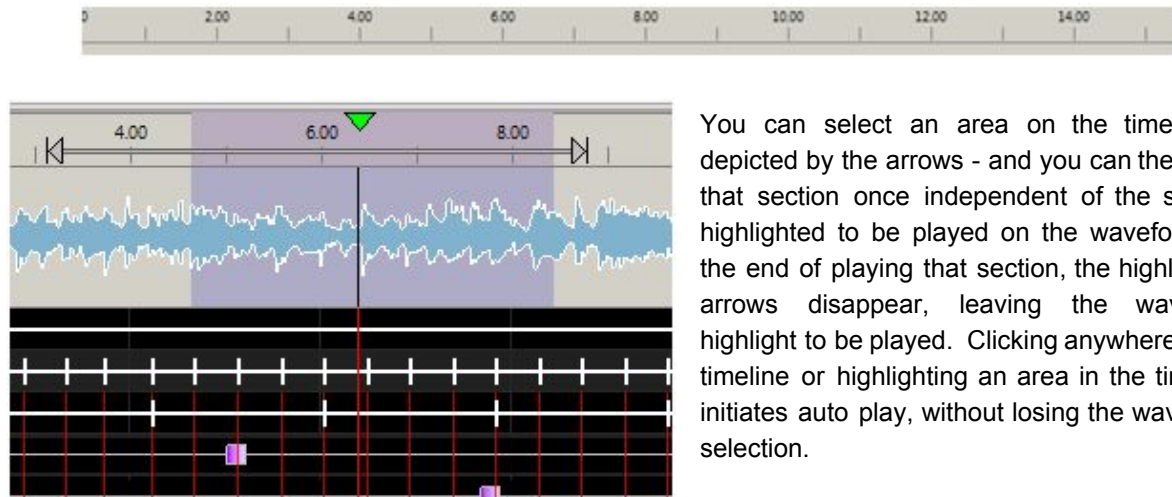 2.00 4.00 6.00 8.00 10.00 12.00 14.00
4.00 6.00 8.00
You can select an area on the time
depicted by the arrows - and you can the
that section once independent of the s
highlighted to be played on the wavefo
the end of playing that section, the highl
arrows disappear, leaving the wav
highlight to be played. Clicking anywhere
timeline or highlighting an area in the tin
initiates auto play, without losing the wav
selection.